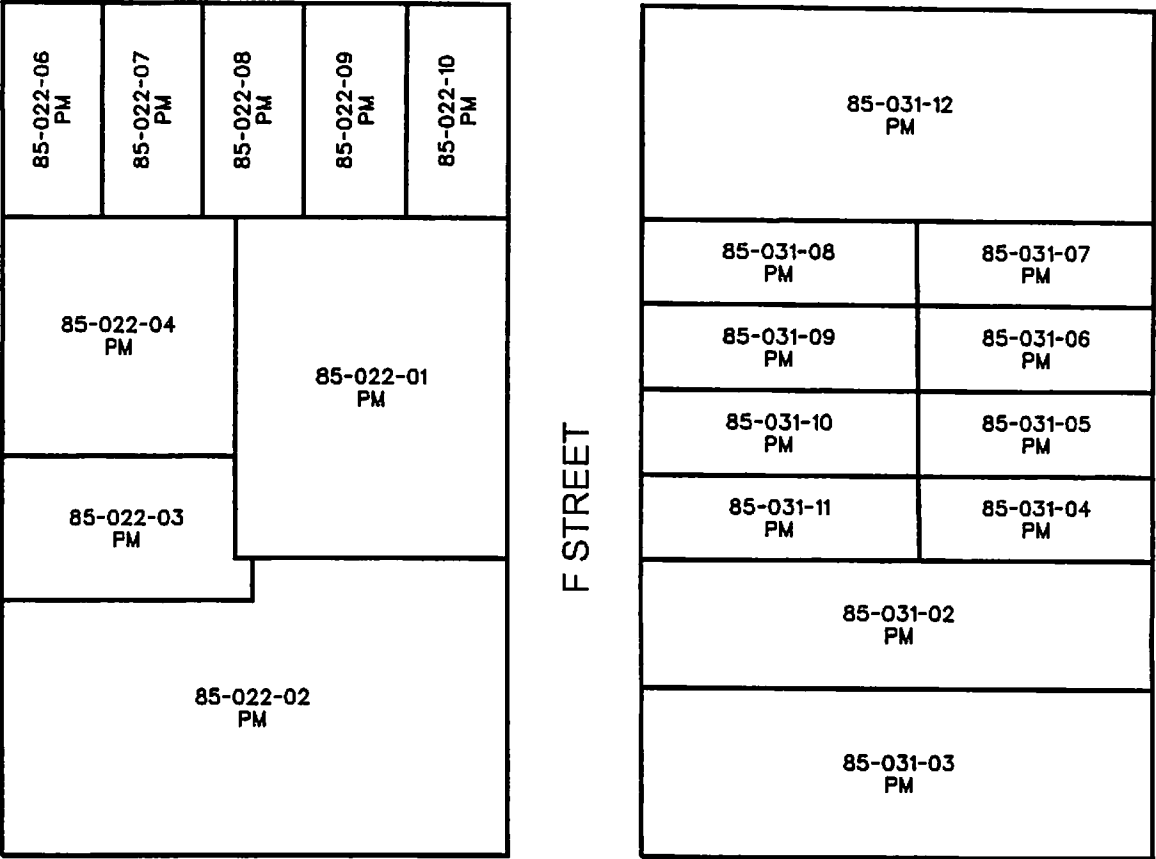 85-022-06
PM
85-022-07
PM
85-022-08
PM
85-022-09
PM
85-022-10
PM
85-022-04
PM
85-022-01
PM
85-022-03
PM
85-022-02
PM
F STREET
85-031-12
PM
85-031-08
PM
85-031-07
PM
85-031-09
PM
85-031-06
PM
85-031-10
PM
85-031-05
PM
85-031-11
PM
85-031-04
PM
85-031-02
PM
85-031-03
PM